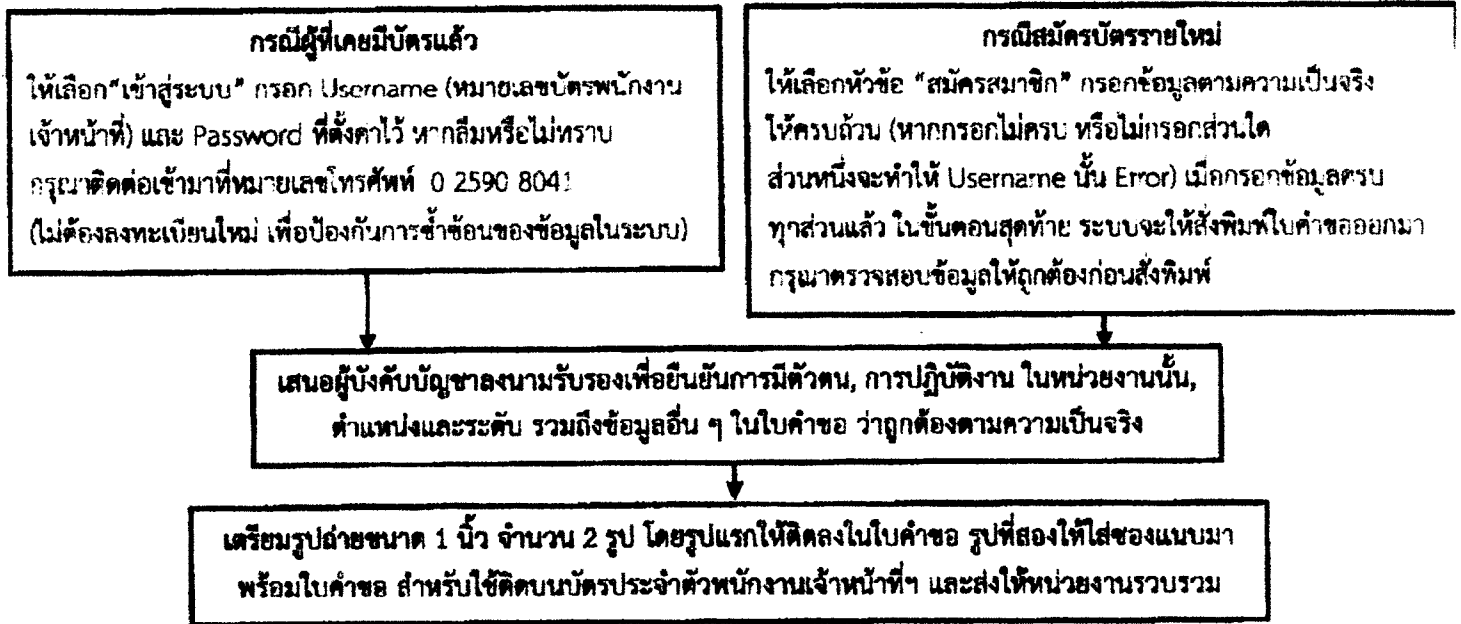 กรณีผู้ที่เคยมีบัตรแล้ว
ให้เลือก"เข้าสู่ระบบ" กรอก Username (หมายเลขบัตรพนักงาน
เจ้าหน้าที่) และ Password ที่ตั้งค่าไว้ หากลืมหรือไม่ทราบ
กรุณาติดต่อเข้ามาที่หมายเลขโทรศัพท์ 0 2590 8041
(ไม่ต้องลงทะเบียนใหม่ เพื่อป้องกันการซ้ำซ้อนของข้อมูลในระบบ)
กรณีสมัครบัตรรายใหม่
ให้เลือกหัวข้อ "สมัครสมาชิก" กรอกข้อมูลตามความเป็นจริง
ให้ครบถ้วน (หากกรอกไม่ครบ หรือไม่กรอกส่วนใด
ส่วนหนึ่งจะทำให้ Username นั้น Error) เมื่อกรอกข้อมูลครบ
ทุกส่วนแล้ว ในขั้นตอนสุดท้าย ระบบจะให้สั่งพิมพ์ใบคำขอออกมา
กรุณาตรวจสอบข้อมูลให้ถูกต้องก่อนสั่งพิมพ์
เสนอผู้บังคับบัญชาลงนามรับรองเพื่อยืนยันการมีตัวตน, การปฏิบัติงาน ในหน่วยงานนั้น,
ตำแหน่งและระดับ รวมถึงข้อมูลอื่น ๆ ในใบคำขอ ว่าถูกต้องตามความเป็นจริง
เตรียมรูปถ่ายขนาด 1 นิ้ว จำนวน 2 รูป โดยรูปแรกให้ติดลงในใบคำขอ รูปที่สองให้ใส่ซองแนบมา
พร้อมใบคำขอ สำหรับใช้ติดบนบัตรประจำตัวพนักงานเจ้าหน้าที่ฯ และส่งให้หน่วยงานรวบรวม